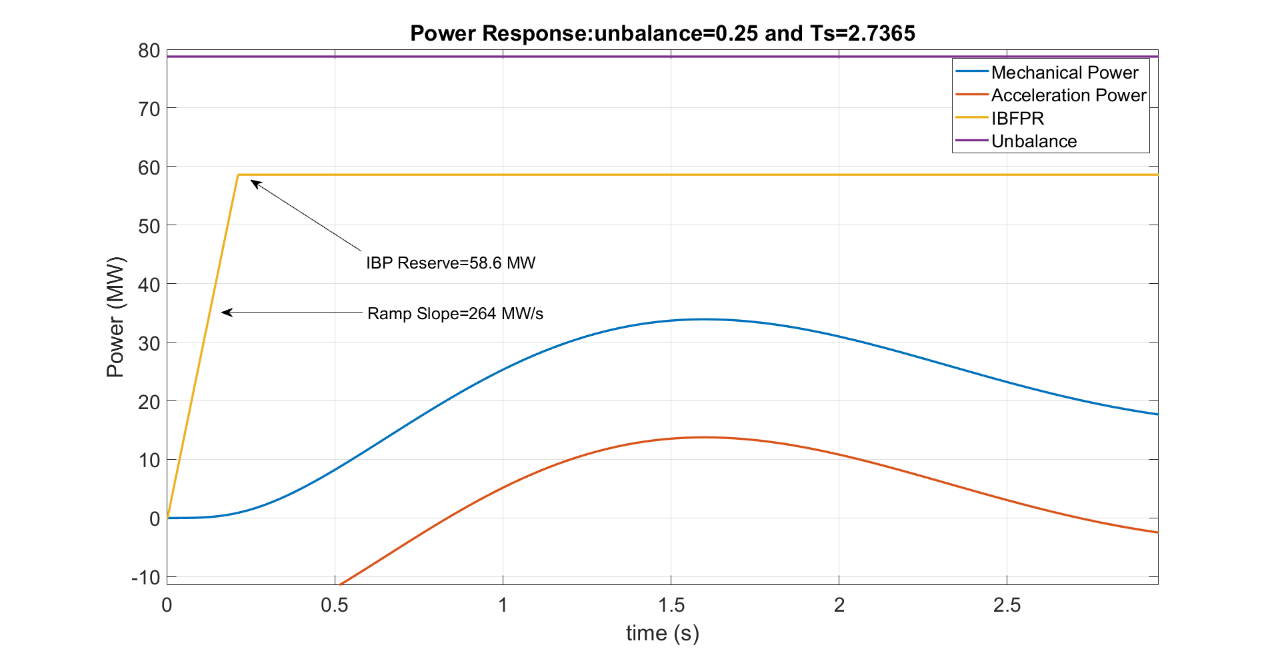 Power Response:unbalance=0.25 and Ts=2.7365
80
70
60
50
40
30
20
10
0
-10
Power (MW)
Mechanical Power
Acceleration Power
IBFPR
Unbalance
IBP Reserve=58.6 MW
Ramp Slope=264 MW/s
0 0.5 1 1.5 2 2.5
time (s)